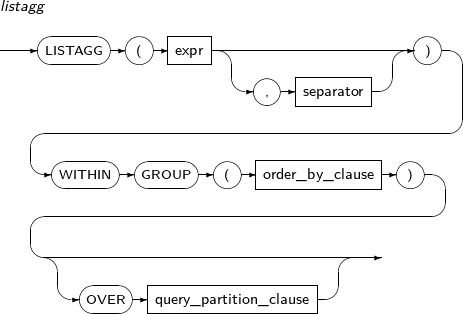 listagg
LISTAGG ( expr )
, separator
WITHIN GROUP ( order_by_clause )
OVER query_partition_clause